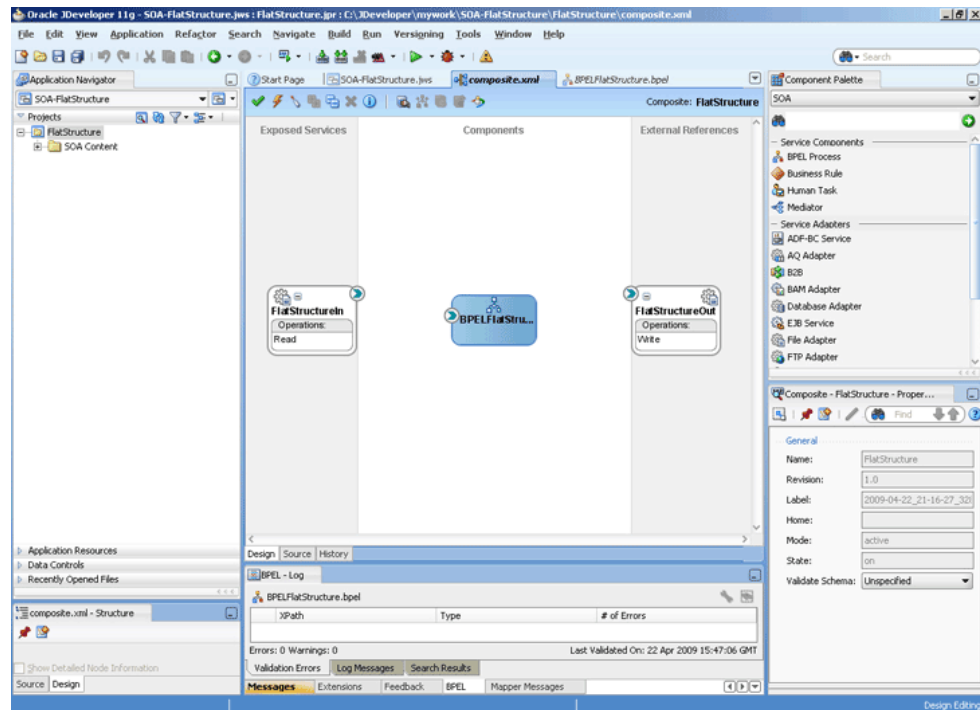 Oracle JDeveloper 11g - SOA-FlatStructure.jws : FlatStructure.jpr : C:\JDeveloper\mywork\SOA-FlatStructure\FlatStructure\composite.xml
File Edit View Application Refactor Search Navigate Build Run Versioning Tools Window Help
Search
Application Navigator
SOA-FlatStructure
Projects
FlatStructure
SOA Content
Application Resources
Data Controls
Recently Opened Files
composite.xml - Structure
Show Detailed Node Information
Source Design
Start Page SOA-FlatStructure.jws composite.xml BPELFlatStructure.bpel
Composite: FlatStructure
Exposed Services Components External References
FlatStructureIn
Operations:
Read
BPELFlatStru...
FlatStructureOut
Operations:
Write
Design Source History
BPEL - Log
BPELFlatStructure.bpel
XPath Type # of Errors
Errors: 0 Warnings: 0 Last Validated On: 22 Apr 2009 15:47:06 GMT
Validation Errors Log Messages Search Results
Messages Extensions Feedback BPEL Mapper Messages
Component Palette
SOA
Service Components
BPEL Process
Business Rule
Human Task
Mediator
Service Adapters
ADF-BC Service
AQ Adapter
B2B
BAM Adapter
Database Adapter
EJB Service
File Adapter
FTP Adapter
Composite - FlatStructure - Proper...
Find
General
Name: FlatStructure
Revision: 1.0
Label: 2009-04-22_21-16-27_32
Home:
Mode: active
State: on
Validate Schema: Unspecified
Design Editing